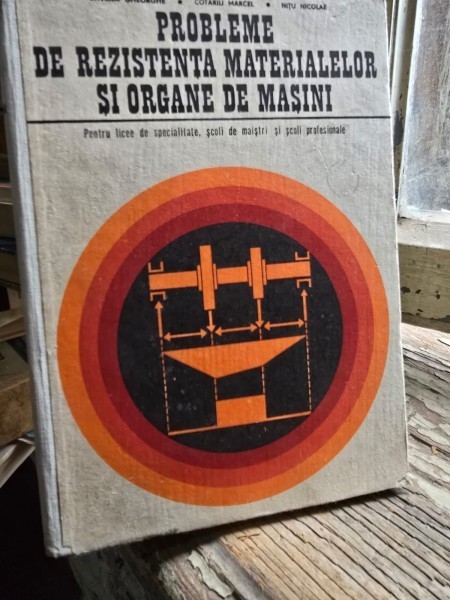 GHEORGHE • COTARIU MARCEL • NIȚU NICOLAE
PROBLEME
DE REZISTENȚA MATERIALELOR
ȘI ORGANE DE MAȘINI
Pentru licee de specialitate, școli de maiștri și școli profesionale